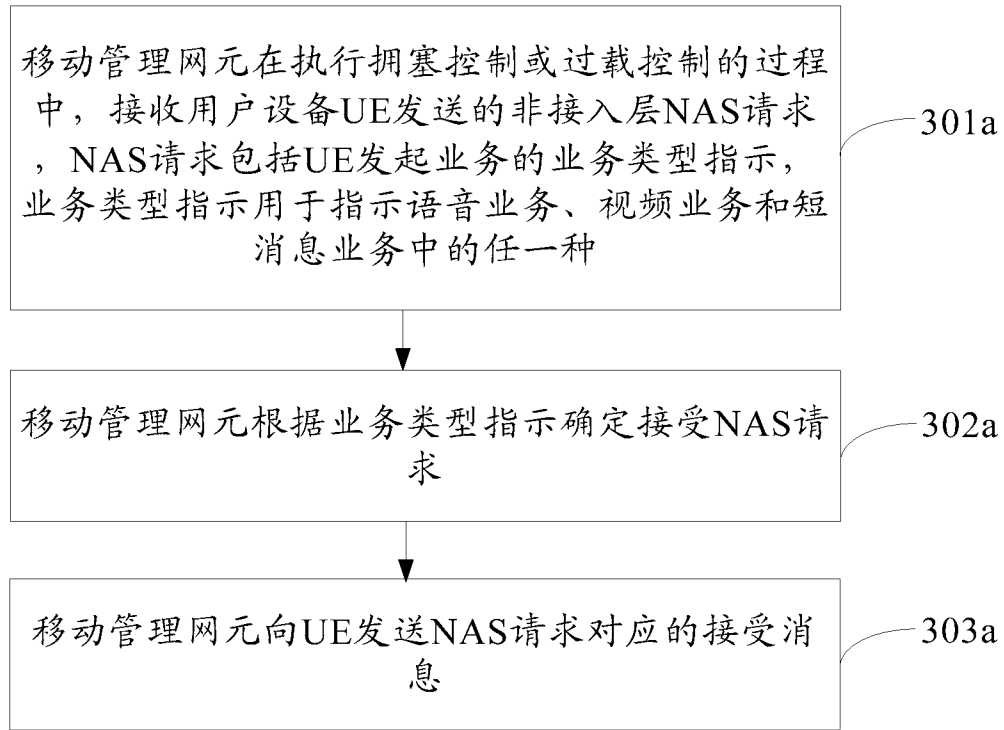 移动管理网元在执行拥塞控制或过载控制的过程
中，接收用户设备UE发送的非接入层NAS请求
，NAS请求包括UE发起业务的业务类型指示，
业务类型指示用于指示语音业务、视频业务和短
消息业务中的任一种
301a
移动管理网元根据业务类型指示确定接受NAS请
求
302a
移动管理网元向UE发送NAS请求对应的接受消
息
303a